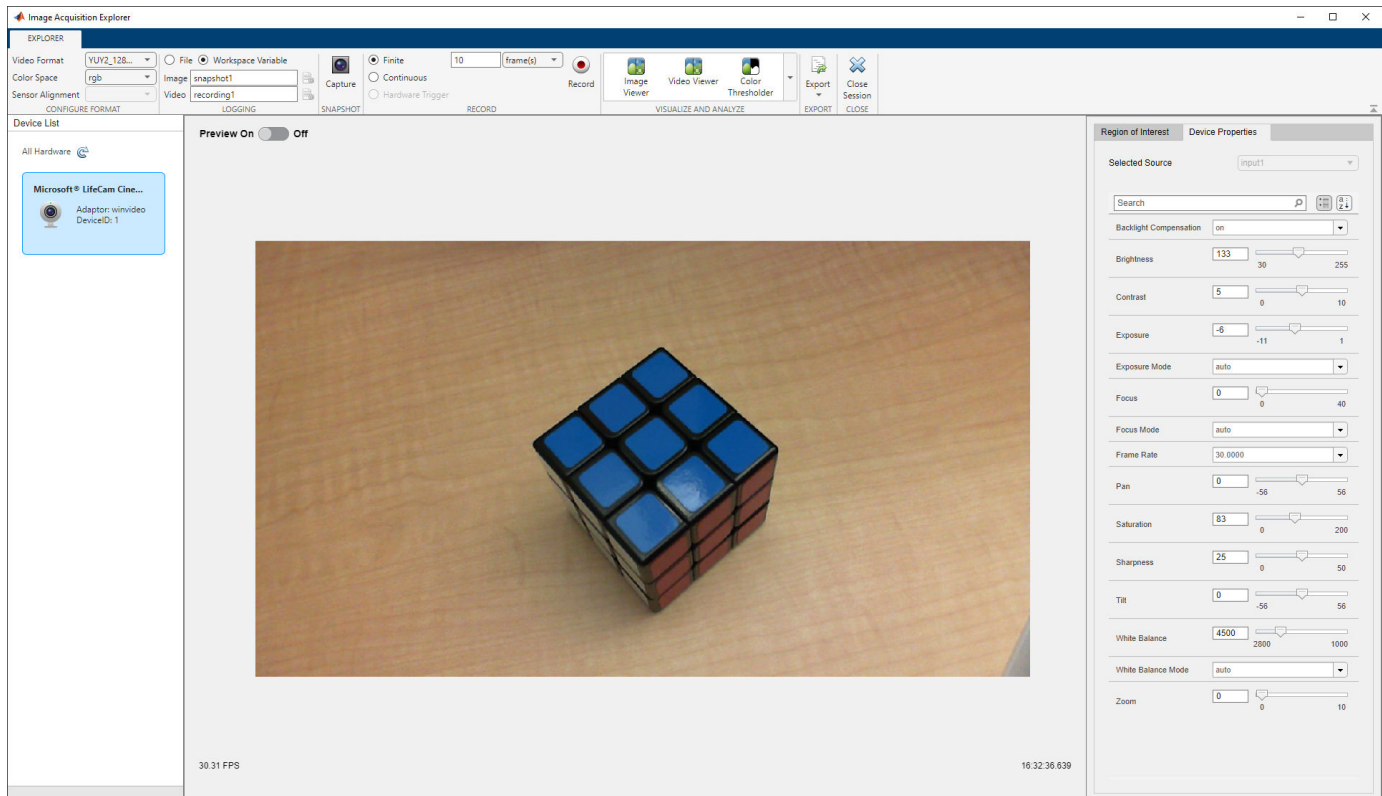 Image Acquisition Explorer
EXPLORER
Video Format YUY2_128...
Color Space rgb
Sensor Alignment
CONFIGURE FORMAT
File Workspace Variable
Image snapshot1
Video recording1
LOGGING
Capture
SNAPSHOT
Finite 10 frame(s)
Continuous
Hardware Trigger
Record
RECORD
Image Viewer
Video Viewer
Color Thresholder
VISUALIZE AND ANALYZE
Export
EXPORT
Close Session
CLOSE
Device List
All Hardware
Microsoft® LifeCam Cine...
Adaptor: winvideo
DeviceID: 1
Preview On Off
30.31 FPS
16:32:36.639
Region of Interest Device Properties
Selected Source input1
Search
Backlight Compensation on
Brightness 133
30 255
Contrast 5
0 10
Exposure -6
-11 1
Exposure Mode auto
Focus 0
0 40
Focus Mode auto
Frame Rate 30.0000
Pan 0
-56 56
Saturation 83
0 200
Sharpness 25
0 50
Tilt 0
-56 56
White Balance 4500
2800 1000
White Balance Mode auto
Zoom 0
0 10